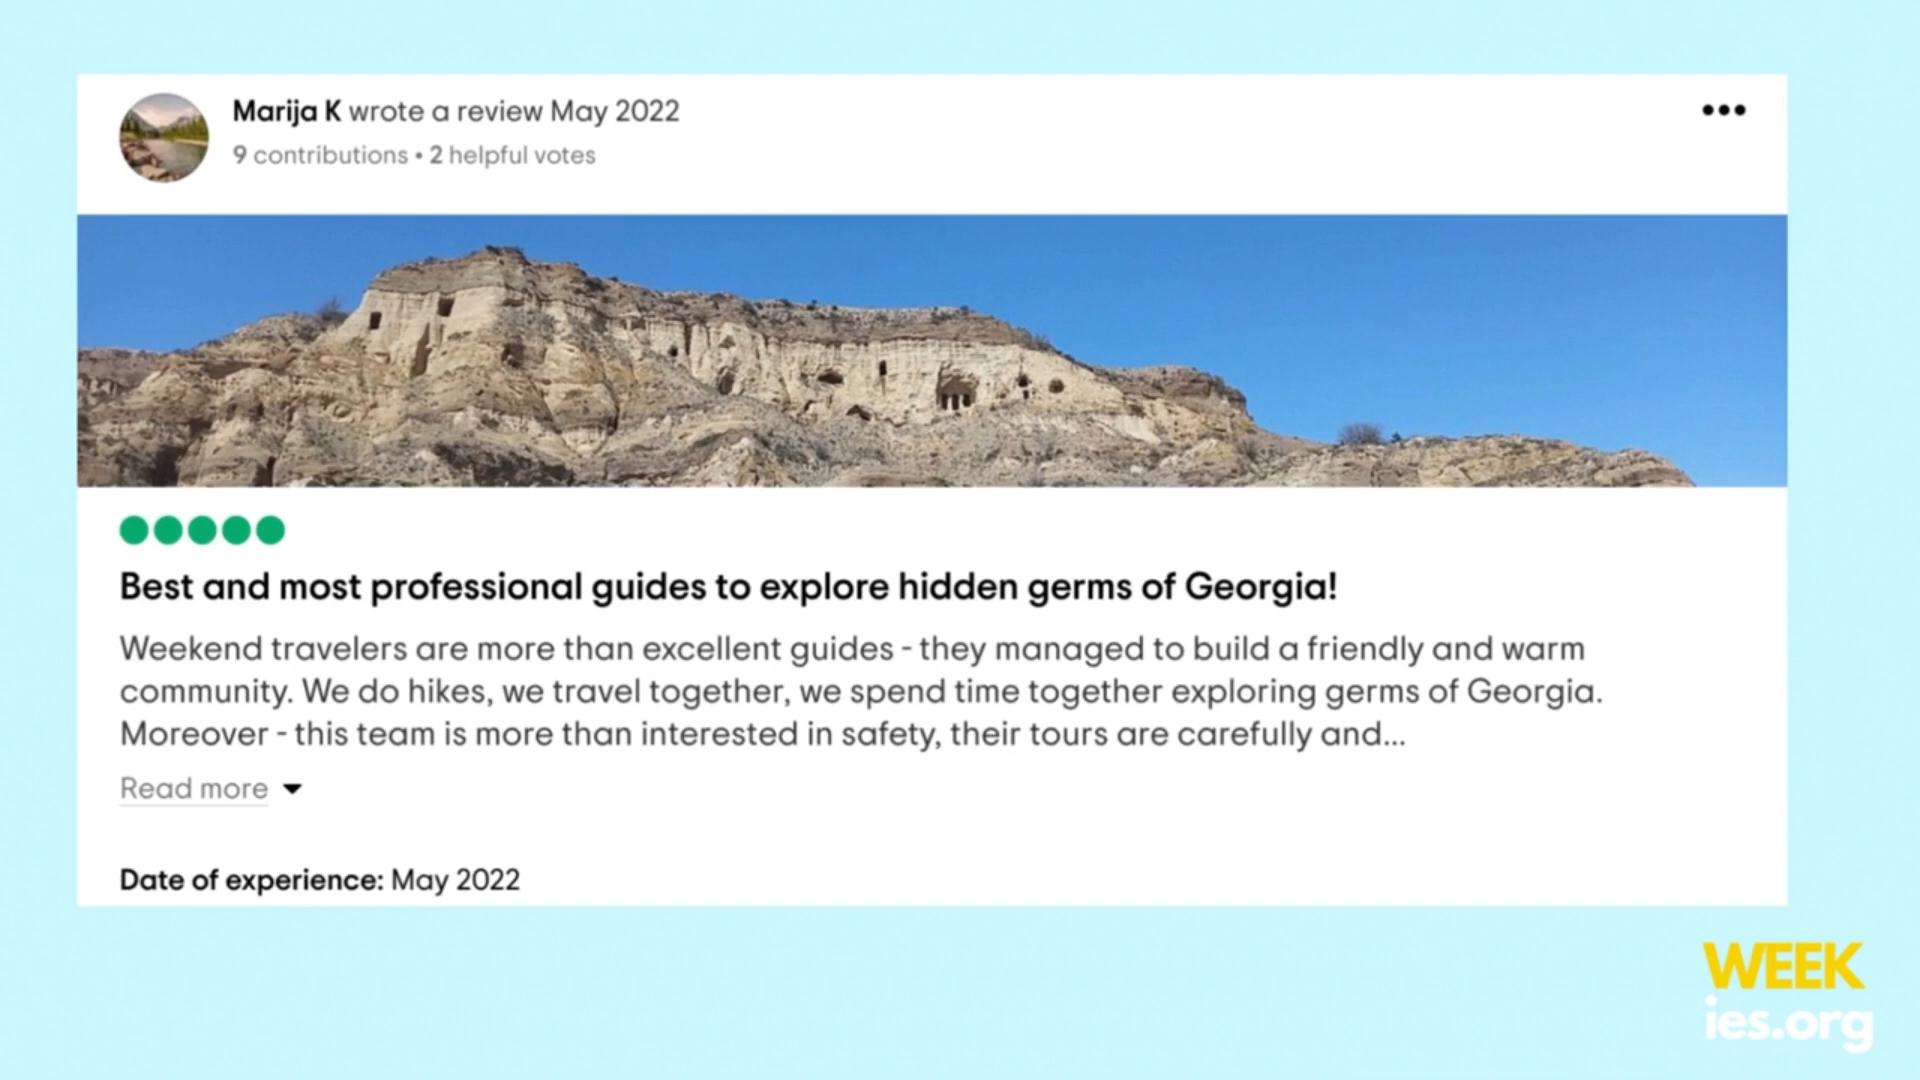 Marija K wrote a review May 2022
9 contributions • 2 helpful votes
Best and most professional guides to explore hidden germs of Georgia!
Weekend travelers are more than excellent guides - they managed to build a friendly and warm
community. We do hikes, we travel together, we spend time together exploring germs of Georgia.
Moreover - this team is more than interested in safety, their tours are carefully and...
Read more
Date of experience: May 2022
WEEK
ies.org